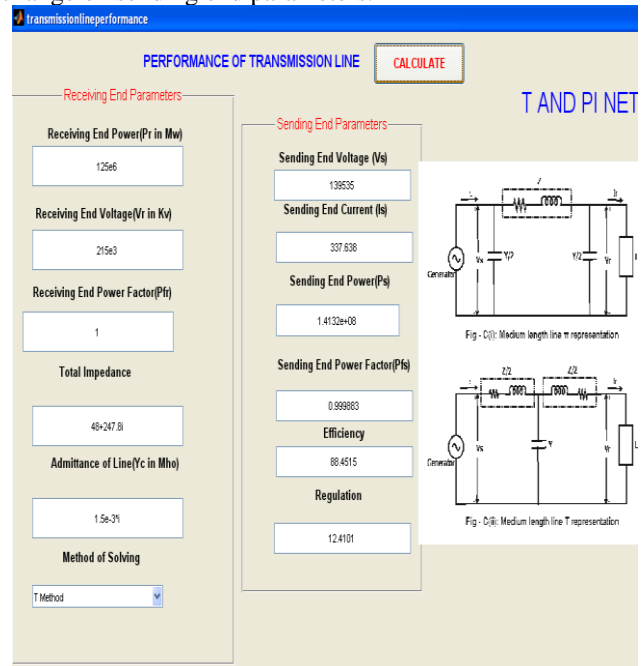 transmissionlineperformance
PERFORMANCE OF TRANSMISSION LINE
CALCULATE
T AND PI NET
Receiving End Parameters
Receiving End Power(Pr in Mw)
125e6
Receiving End Voltage(Vr in Kv)
215e3
Receiving End Power Factor(Pfr)
1
Total Impedance
48+247.8i
Admittance of Line(Yc in Mho)
1.5e-3*i
Method of Solving
T Method
Sending End Parameters
Sending End Voltage (Vs)
139535
Sending End Current (Is)
337.638
Sending End Power(Ps)
1.4132e+08
Sending End Power Factor(Pfs)
0.999883
Efficiency
88.4515
Regulation
12.4101
Z
Ir
Vs
Y/2
Y/2
Vr
Generator
Fig - C(i): Medium length line π representation
Z/2
Z/2
Ir
Vs
Y
Vr
L
Generator
Fig - C(ii): Medium length line T representation